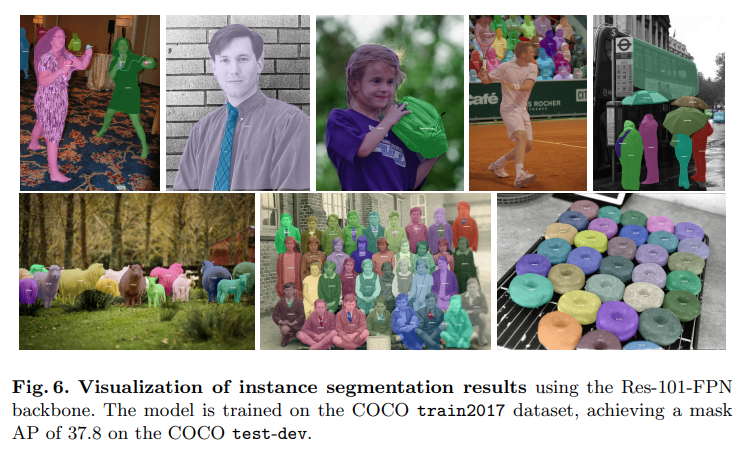 Café
S ROCHER
FRANCE
Fig. 6. Visualization of instance segmentation results using the Res-101-FPN
backbone. The model is trained on the COCO train2017 dataset, achieving a mask
AP of 37.8 on the COCO test-dev.